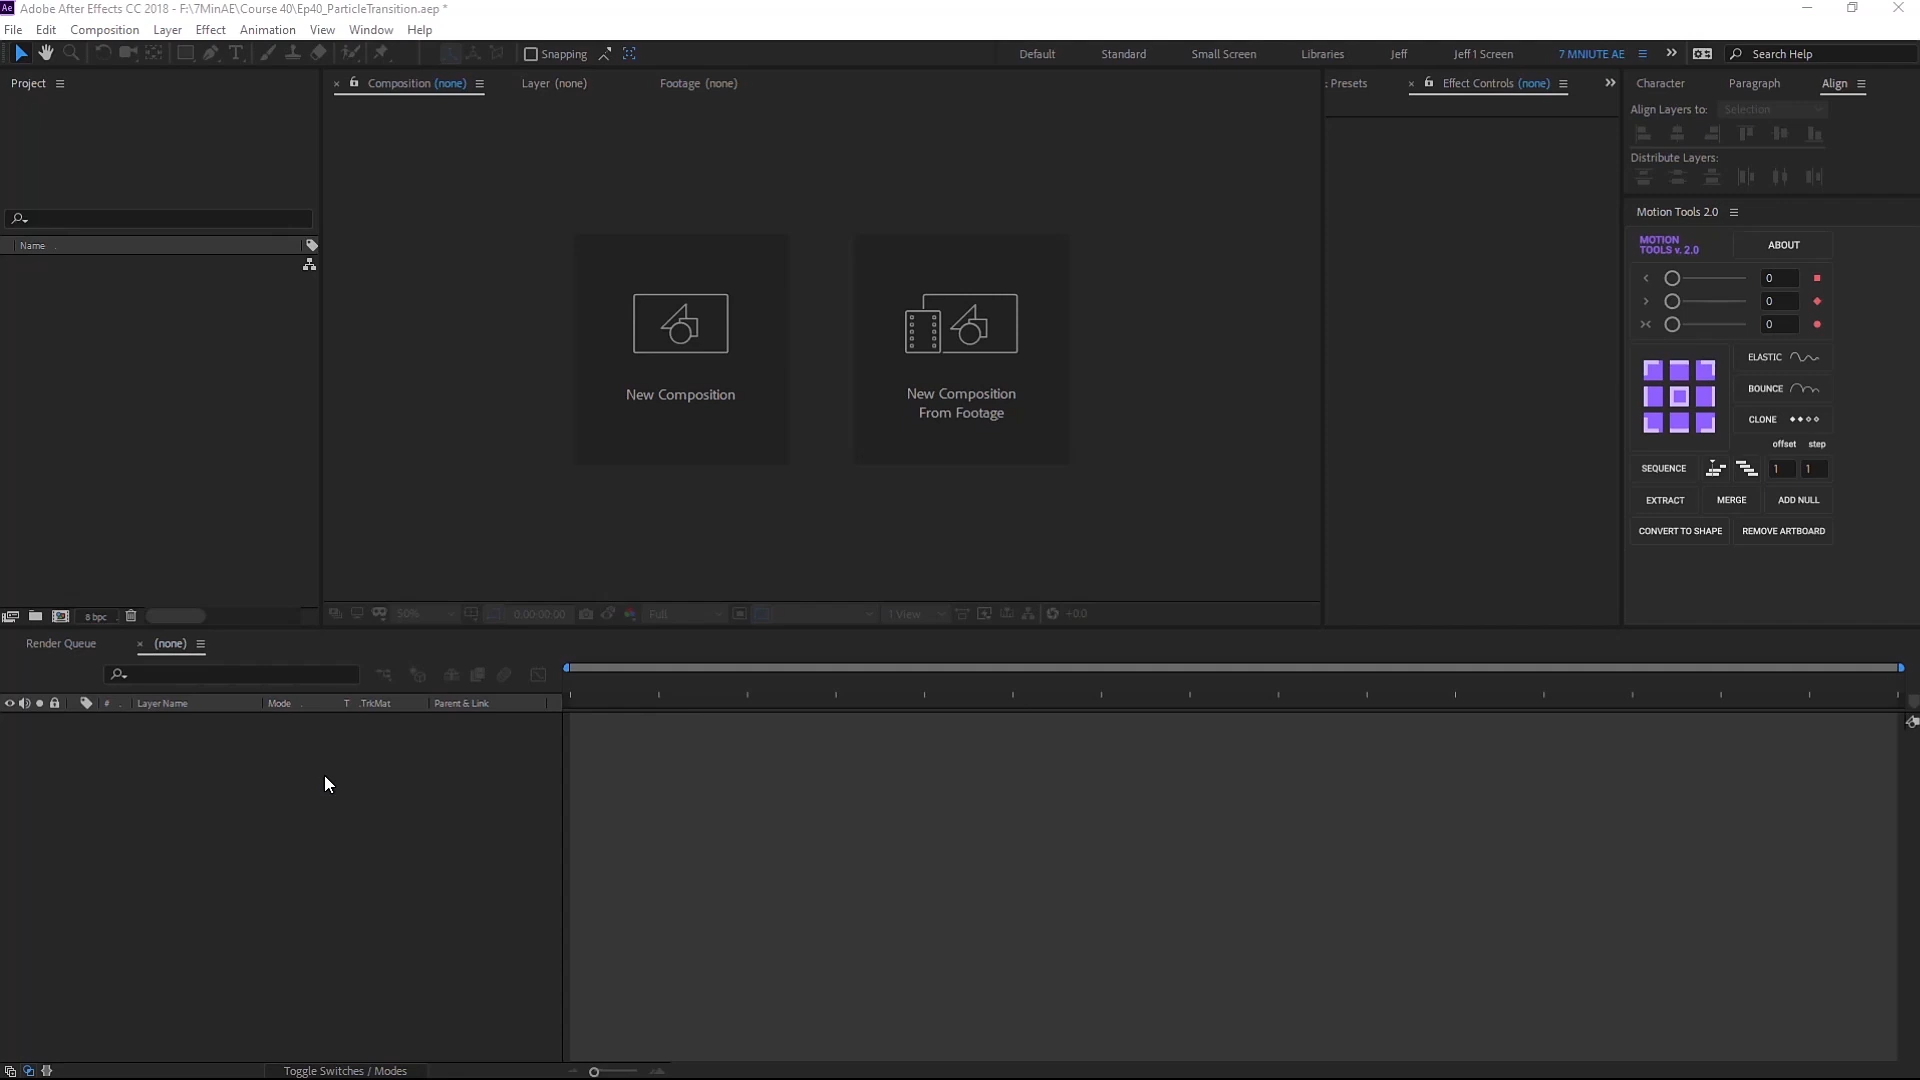 Ae Adobe After Effects CC 2018 - F:\7MinAE\Course 40\Ep40_ParticleTransition.aep *
File Edit Composition Layer Effect Animation View Window Help
Snapping Default Standard Small Screen Libraries Jeff Jeff 1 Screen 7 MNIUTE AE Search Help
Project Composition (none) Layer (none) Footage (none) : Presets Effect Controls (none) Character Paragraph Align
Align Layers to: Selection
Distribute Layers:
Name
Motion Tools 2.0
MOTION
TOOLS v. 2.0
ABOUT
0
0
0
New Composition
New Composition
From Footage
ELASTIC
BOUNCE
CLONE
offset step
SEQUENCE 1 1
EXTRACT MERGE ADD NULL
CONVERT TO SHAPE REMOVE ARTBOARD
8 bpc 50% 0:00:00:00 Full 1 View +0.0
Render Queue (none)
# Layer Name Mode T .TrkMat Parent & Link
Toggle Switches / Modes